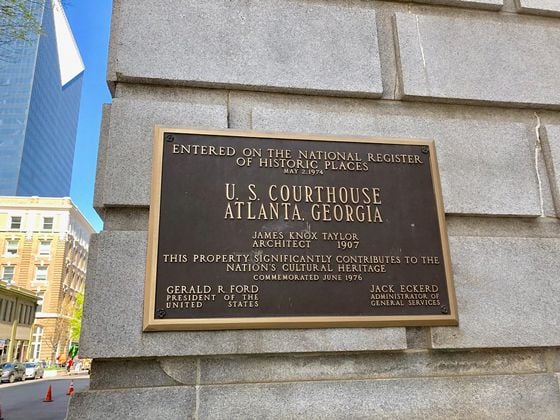 ENTERED ON THE NATIONAL REGISTER
OF HISTORIC PLACES
MAY 2, 1974
U. S. COURTHOUSE
ATLANTA, GEORGIA
JAMES KNOX TAYLOR
ARCHITECT 1907
THIS PROPERTY SIGNIFICANTLY CONTRIBUTES TO THE
NATION'S CULTURAL HERITAGE
COMMEMORATED JUNE 1976
GERALD R. FORD
PRESIDENT OF THE
UNITED STATES
JACK ECKERD
ADMINISTRATOR OF
GENERAL SERVICES